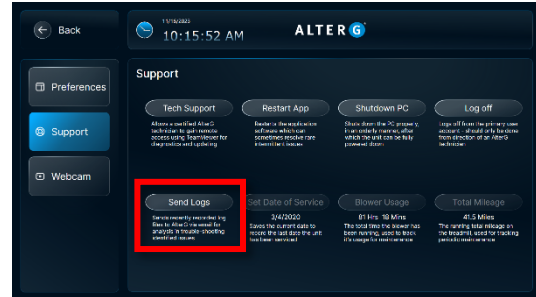 Back
11/18/2025
10:15:52 AM
ALTER G
Preferences
Support
Webcam
Support
Tech Support
Allows a certified AlterG
technician to gain remote
access using TeamViewer for
diagnostics and updating
Restart App
Restarts the application
software which can
sometimes resolve rare
intermittent issues
Shutdown PC
Shuts down the PC properly,
in an orderly manner, after
which the unit can be fully
powered down
Log off
Logs off from the primary user
account - should only be done
from direction of an AlterG
technician
Send Logs
Sends recently recorded log
files to AlterG via email for
analysis in trouble-shooting
identified issues
Set Date of Service
3/4/2020
Saves the current date to
record the last date the unit
has been serviced
Blower Usage
81 Hrs 18 Mins
The total time the blower has
been running, used to track
it's usage for maintenance
Total Mileage
41.5 Miles
The running total mileage on
the treadmill, used for tracking
periodic maintenance